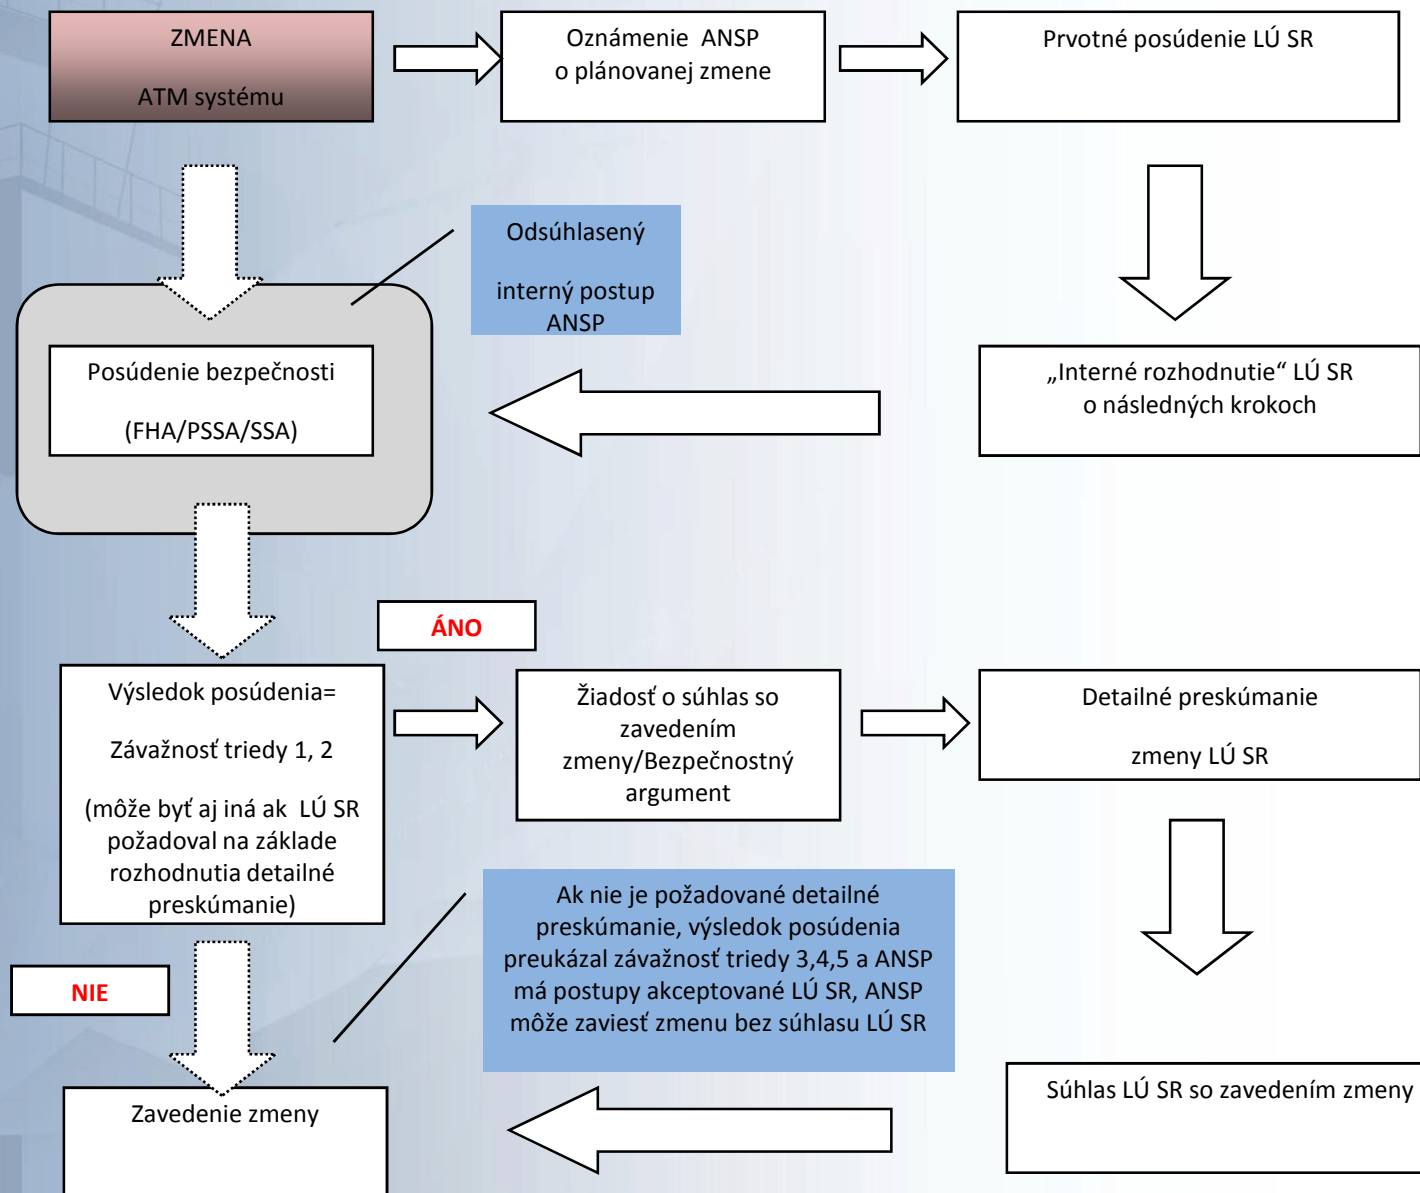 ZMENA
ATM systému
Oznámenie ANSP
o plánovanej zmene
Prvotné posúdenie LÚ SR
Odsúhlasený
interný postup
ANSP
Posúdenie bezpečnosti
(FHA/PSSA/SSA)
„Interné rozhodnutie“ LÚ SR
o následných krokoch
ÁNO
Výsledok posúdenia=
Závažnosť triedy 1, 2
(môže byť aj iná ak LÚ SR
požadoval na základe
rozhodnutia detailné
preskúmanie)
Žiadosť o súhlas so
zavedením
zmeny/Bezpečnostný
argument
Detailné preskúmanie
zmeny LÚ SR
Ak nie je požadované detailné
preskúmanie, výsledok posúdenia
preukázal závažnosť triedy 3,4,5 a ANSP
má postupy akceptované LÚ SR, ANSP
môže zaviesť zmenu bez súhlasu LÚ SR
NIE
Zavedenie zmeny
Súhlas LÚ SR so zavedením zmeny